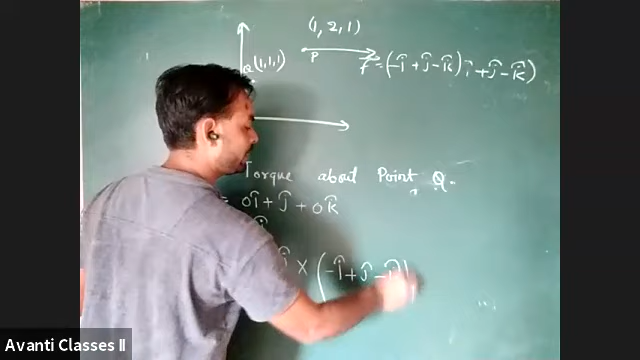 (1, 2, 1)
Q(1,1,1)
P
F = (-î + ĵ - k̂) î + ĵ - k̂)
Torque about Point Q.
= 0î + ĵ + 0k̂
ĵ
ĵ × (-î + ĵ - k̂)
Avanti Classes II